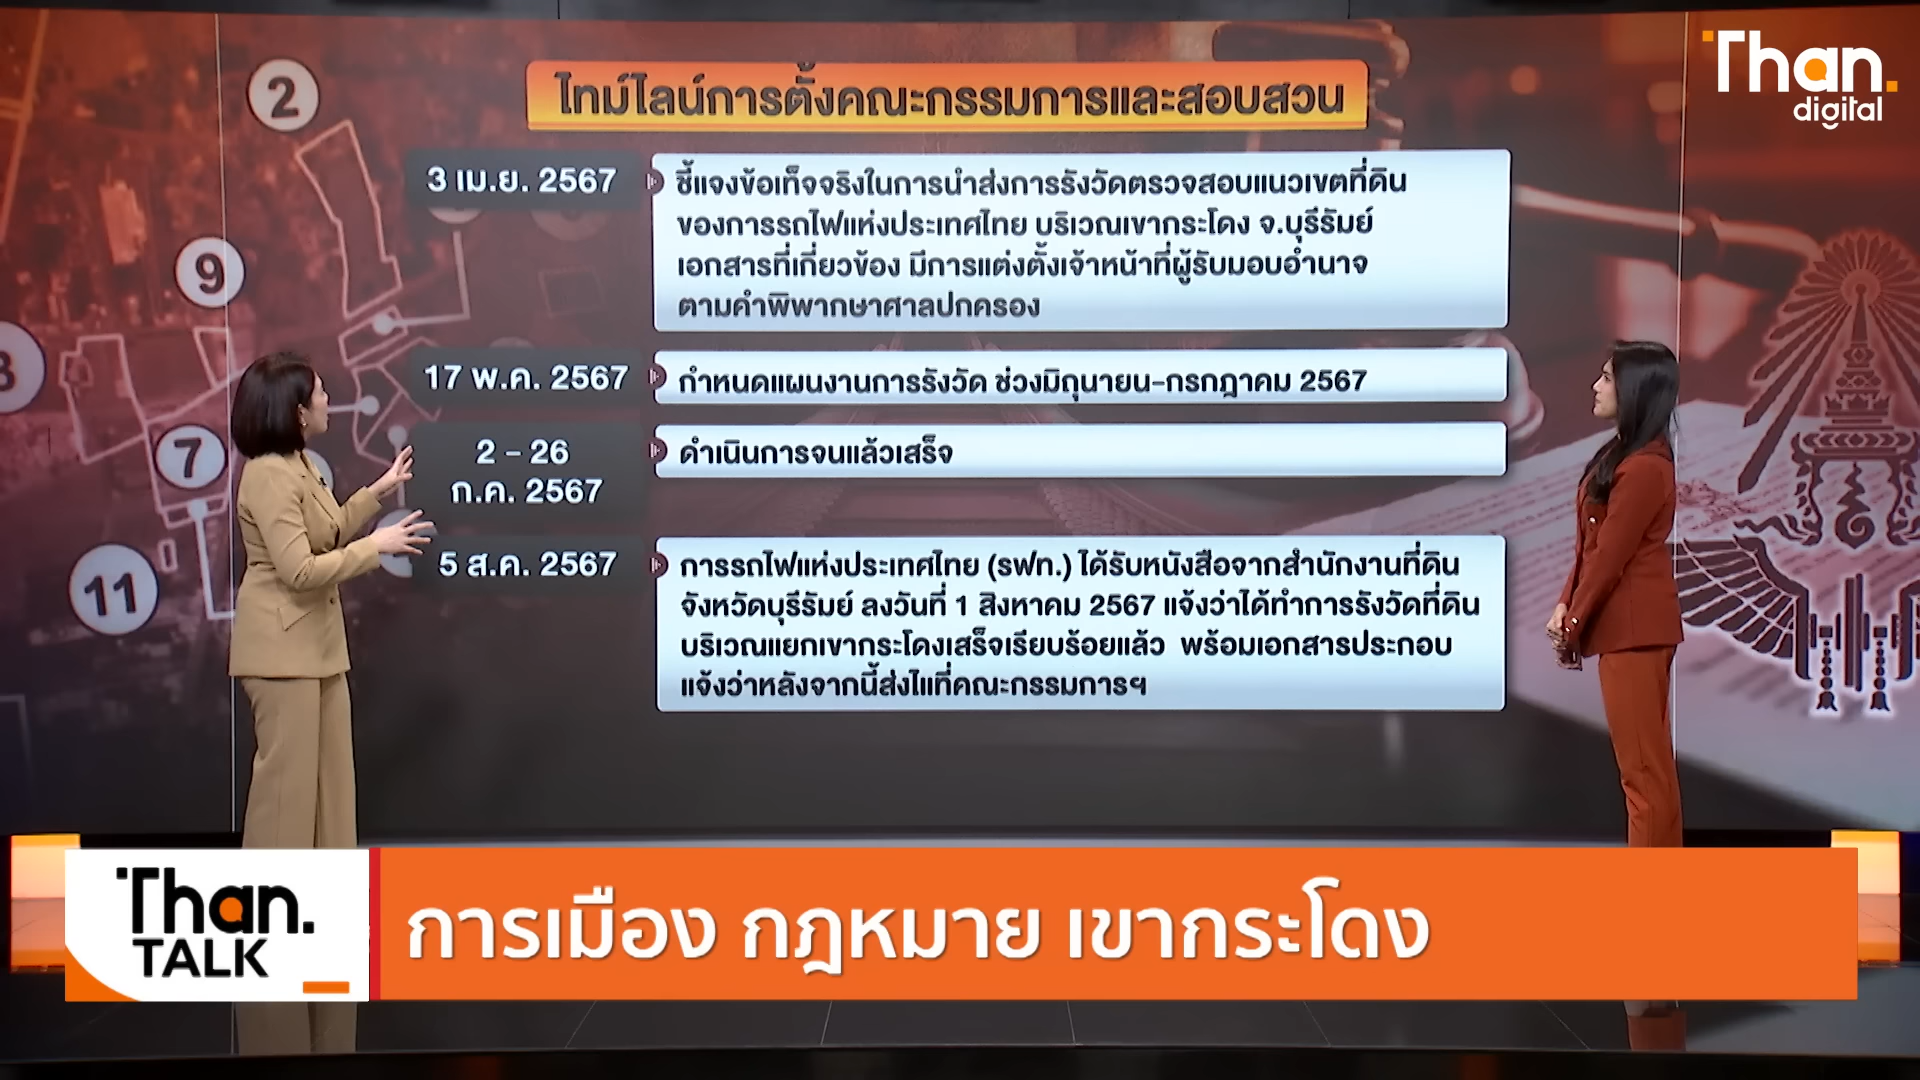 Than.
digital
ไทม์ไลน์การตั้งคณะกรรมการและสอบสวน
2
9
7
11
3 เม.ย. 2567
ชี้แจงข้อเท็จจริงในการนำส่งการรังวัดตรวจสอบแนวเขตที่ดิน
ของการรถไฟแห่งประเทศไทย บริเวณเขากระโดง จ.บุรีรัมย์
เอกสารที่เกี่ยวข้อง มีการแต่งตั้งเจ้าหน้าที่ผู้รับมอบอำนาจ
ตามคำพิพากษาศาลปกครอง
17 พ.ค. 2567
กำหนดแผนงานการรังวัด ช่วงมิถุนายน-กรกฎาคม 2567
2 - 26
ก.ค. 2567
ดำเนินการจนแล้วเสร็จ
5 ส.ค. 2567
การรถไฟแห่งประเทศไทย (รฟท.) ได้รับหนังสือจากสำนักงานที่ดิน
จังหวัดบุรีรัมย์ ลงวันที่ 1 สิงหาคม 2567 แจ้งว่าได้ทำการรังวัดที่ดิน
บริเวณแยกเขากระโดงเสร็จเรียบร้อยแล้ว พร้อมเอกสารประกอบ
แจ้งว่าหลังจากนี้ส่งไแที่คณะกรรมการฯ
Than.
TALK
การเมือง กฎหมาย เขากระโดง